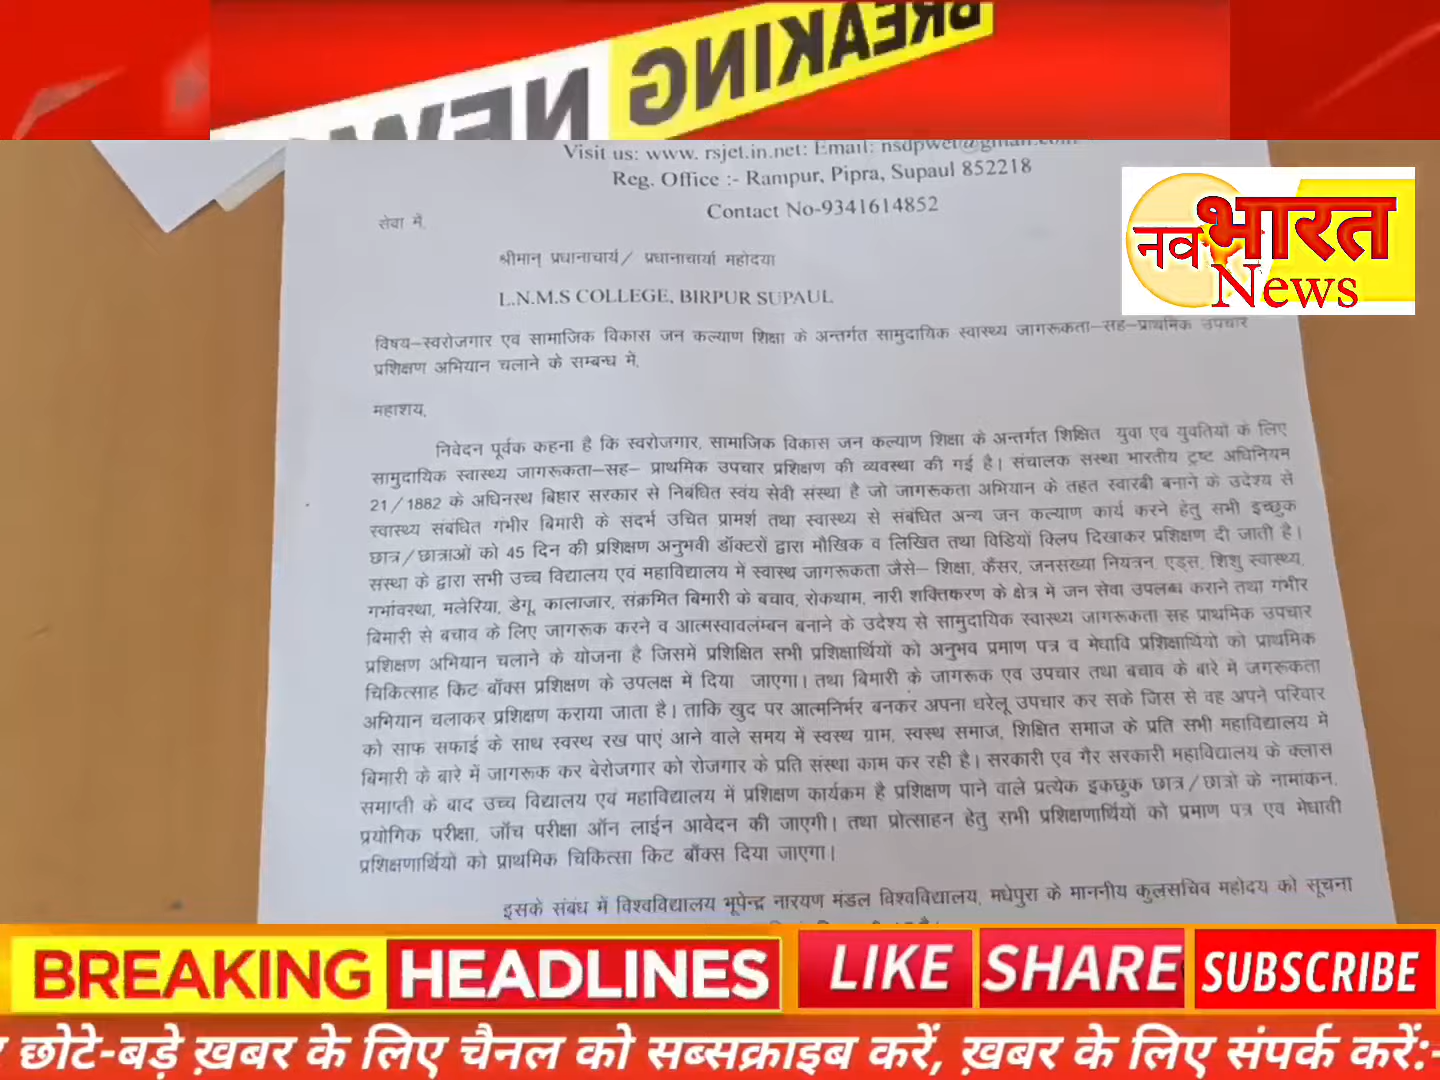 BREAKING
NEW
Visit us: www. rsjet.in.net: Email: nsdpwet@gmail.com
Reg. Office :- Rampur, Pipra, Supaul 852218
Contact No-9341614852
नव भारत
News
सेवा में,
श्रीमान् प्रधानाचार्य/ प्रधानाचार्या महोदया
L.N.M.S COLLEGE, BIRPUR SUPAUL
विषय–स्वरोजगार एवं सामाजिक विकास जन कल्याण शिक्षा के अन्तर्गत सामुदायिक स्वास्थ्य जागरूकता–सह–प्राथमिक उपचार
प्रशिक्षण अभियान चलाने के सम्बन्ध में,
महाशय,
निवेदन पूर्वक कहना है कि स्वरोजगार, सामाजिक विकास जन कल्याण शिक्षा के अन्तर्गत शिक्षित युवा एवं युवतियों के लिए
सामुदायिक स्वास्थ्य जागरूकता–सह– प्राथमिक उपचार प्रशिक्षण की व्यवस्था की गई है। संचालक संस्था भारतीय ट्रष्ट अधिनियम
21/1882 के अधिनस्थ बिहार सरकार से निबंधित स्वंय सेवी संस्था है जो जागरूकता अभियान के तहत स्वारबी बनाने के उदेश्य से
स्वास्थ्य संबधित गंभीर बिमारी के संदर्भ उचित प्रामर्श तथा स्वास्थ्य से संबंधित अन्य जन कल्याण कार्य करने हेतु सभी इच्छुक
छात्र/छात्राओं को 45 दिन की प्रशिक्षण अनुभवी डॉक्टरों द्वारा मौखिक व लिखित तथा विडियों क्लिप दिखाकर प्रशिक्षण दी जाती है।
संस्था के द्वारा सभी उच्च विद्यालय एवं महाविद्यालय में स्वास्थ जागरूकता जैसे– शिक्षा, कैंसर, जनसख्या नियत्रन, एड्स, शिशु स्वास्थ्य,
गर्भावस्था, मलेरिया, डेगू, कालाजार, संक्रमित बिमारी के बचाव, रोकथाम, नारी शक्तिकरण के क्षेत्र में जन सेवा उपलब्ध कराने तथा गंभीर
बिमारी से बचाव के लिए जागरूक करने व आत्मस्वावलंम्बन बनाने के उदेश्य से सामुदायिक स्वास्थ्य जागरूकता सह प्राथमिक उपचार
प्रशिक्षण अभियान चलाने के योजना है जिसमें प्रशिक्षित सभी प्रशिक्षार्थियों को अनुभव प्रमाण पत्र व मेधावि प्रशिक्षार्थियो को प्राथमिक
चिकित्साह किट बॉक्स प्रशिक्षण के उपलक्ष में दिया जाएगा। तथा बिमारी के जागरूक एवं उपचार तथा बचाव के बारे में जगरूकता
अभियान चलाकर प्रशिक्षण कराया जाता है। ताकि खुद पर आत्मनिर्भर बनकर अपना घरेलू उपचार कर सके जिस से वह अपने परिवार
को साफ सफाई के साथ स्वस्थ रख पाएं आने वाले समय में स्वस्थ ग्राम, स्वस्थ समाज, शिक्षित समाज के प्रति सभी महाविद्यालय में
बिमारी के बारे में जागरूक कर बेरोजगार को रोजगार के प्रति संस्था काम कर रही है। सरकारी एवं गैर सरकारी महाविद्यालय के क्लास
समाप्ती के बाद उच्च विद्यालय एवं महाविद्यालय में प्रशिक्षण कार्यक्रम है प्रशिक्षण पाने वाले प्रत्येक इकछुक छात्र/छात्रो के नामाकंन,
प्रयोगिक परीक्षा, जॉंच परीक्षा ऑन लाईन आवेदन की जाएगी। तथा प्रोत्साहन हेतु सभी प्रशिक्षणार्थियों को प्रमाण पत्र एवं मेधावी
प्रशिक्षणार्थियों को प्राथमिक चिकित्सा किट बॉक्स दिया जाएगा।
इसके संबंध में विश्वविद्यालय भूपेन्द्र नारयण मंडल विश्वविद्यालय, मधेपुरा के माननीय कुलसचिव महोदय को सूचना
BREAKING HEADLINES LIKE SHARE SUBSCRIBE
छोटे-बड़े ख़बर के लिए चैनल को सब्सक्राइब करें, ख़बर के लिए संपर्क करें:-